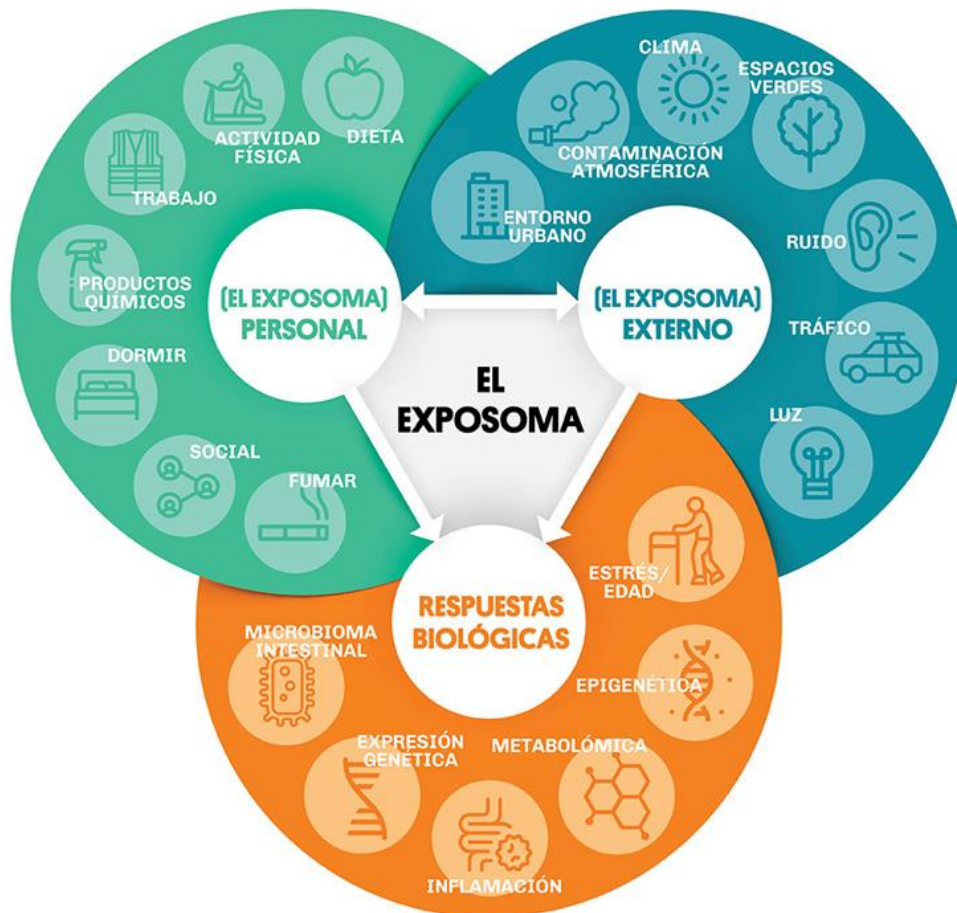 DIETA
ACTIVIDAD
FÍSICA
TRABAJO
PRODUCTOS
QUÍMICOS
DORMIR
SOCIAL
FUMAR
(EL EXPOSOMA)
PERSONAL
CLIMA
ESPACIOS
VERDES
CONTAMINACIÓN
ATMOSFÉRICA
ENTORNO
URBANO
RUIDO
TRÁFICO
LUZ
(EL EXPOSOMA)
EXTERNO
EL
EXPOSOMA
RESPUESTAS
BIOLÓGICAS
ESTRÉS/
EDAD
EPIGENÉTICA
METABOLÓMICA
INFLAMACIÓN
EXPRESIÓN
GENÉTICA
MICROBIOMA
INTESTINAL